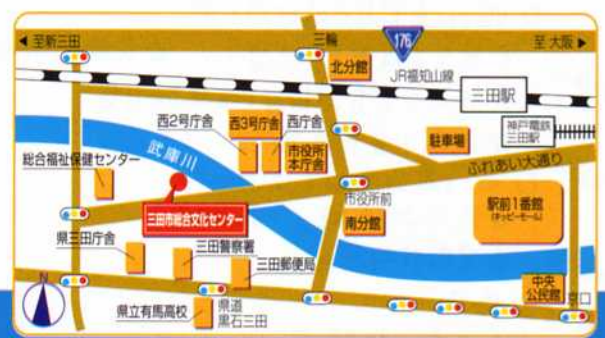 ◀ 至新三田
三輪
176
至 大阪 ▶
北分館
JR福知山線
三田駅
西2号庁舎
西3号庁舎
西庁舎
市役所
本庁舎
駐車場
神戸電鉄
三田駅
武庫川
総合福祉保健センター
ふれあい大通り
三田市総合文化センター
市役所前
南分館
駅前1番館
(キッピーモール)
県三田庁舎
三田警察署
三田郵便局
中央
公民館
N
県立有馬高校
県道
黒石三田